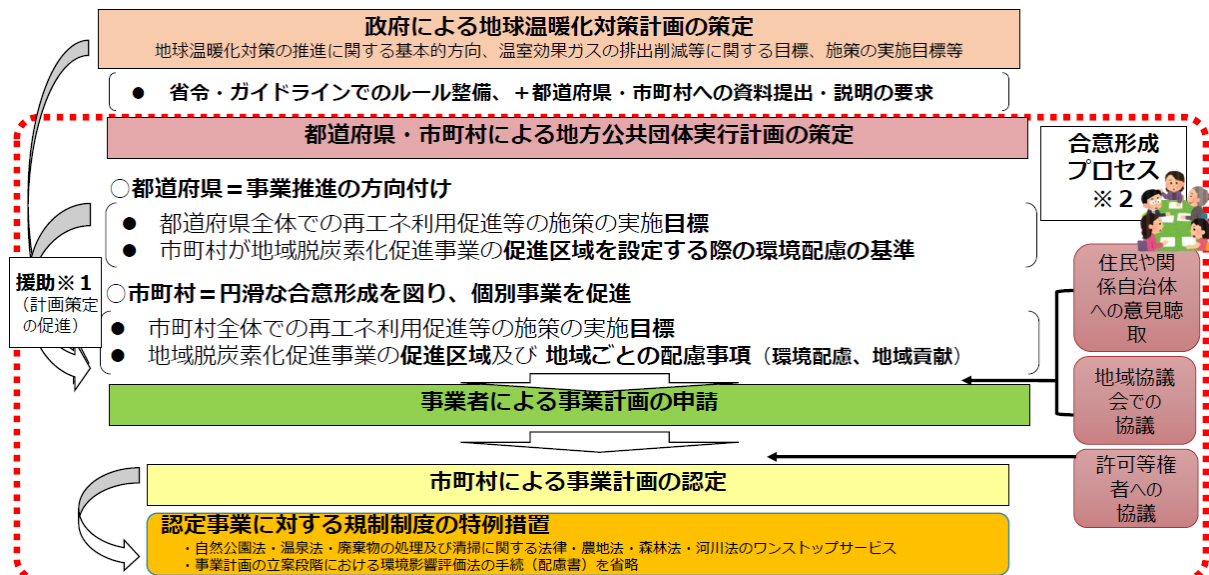 政府による地球温暖化対策計画の策定
地球温暖化対策の推進に関する基本的方向、温室効果ガスの排出削減等に関する目標、施策の実施目標等
● 省令・ガイドラインでのルール整備、＋都道府県・市町村への資料提出・説明の要求
都道府県・市町村による地方公共団体実行計画の策定
合意形成
プロセス
※２
○都道府県＝事業推進の方向付け
● 都道府県全体での再エネ利用促進等の施策の実施目標
● 市町村が地域脱炭素化促進事業の促進区域を設定する際の環境配慮の基準
援助※１
（計画策定
の促進）
○市町村＝円滑な合意形成を図り、個別事業を促進
● 市町村全体での再エネ利用促進等の施策の実施目標
● 地域脱炭素化促進事業の促進区域及び 地域ごとの配慮事項（環境配慮、地域貢献）
住民や関
係自治体
への意見聴
取
地域協議
会での
協議
事業者による事業計画の申請
許可等権
者への
協議
市町村による事業計画の認定
認定事業に対する規制制度の特例措置
・自然公園法・温泉法・廃棄物の処理及び清掃に関する法律・農地法・森林法・河川法のワンストップサービス
・事業計画の立案段階における環境影響評価法の手続（配慮書）を省略